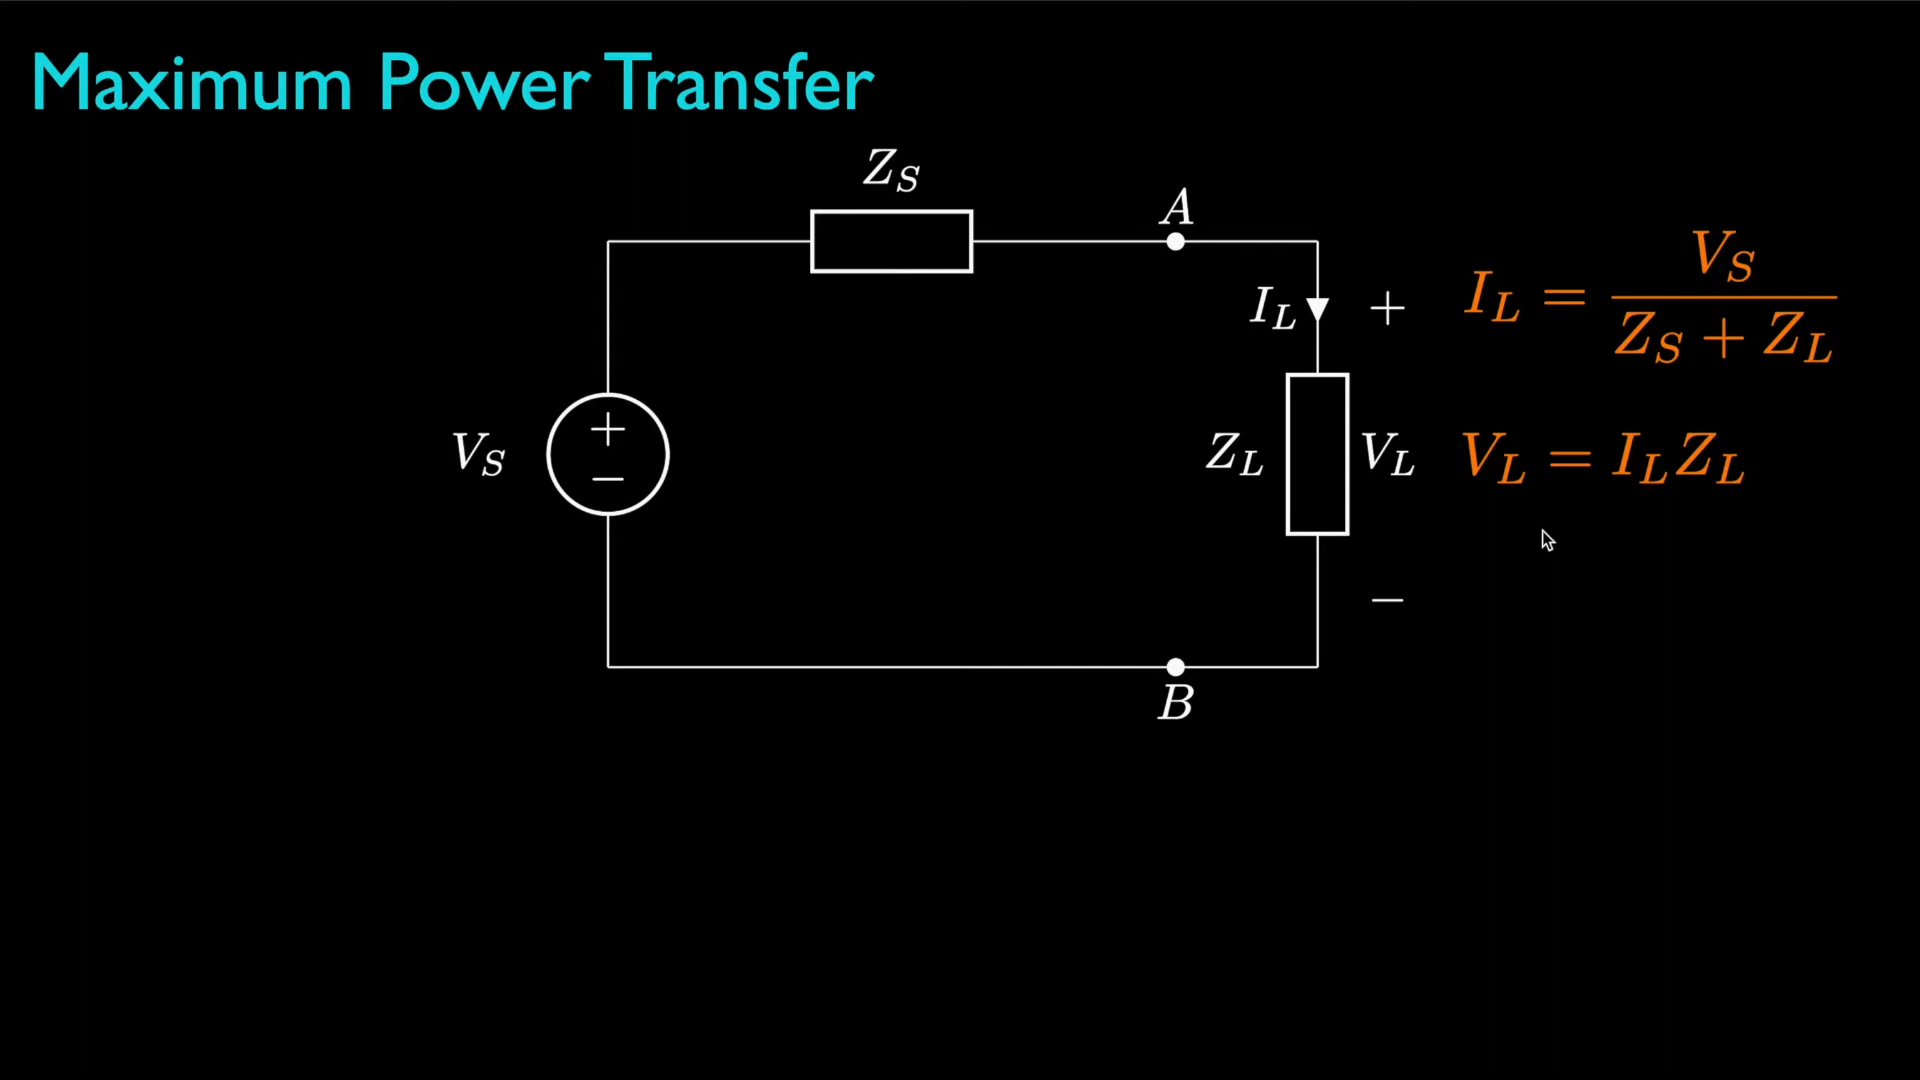 Maximum Power Transfer
Z_S
A
I_L
+
I_L = V_S / (Z_S + Z_L)
V_S
+
−
Z_L
V_L
V_L = I_L Z_L
−
B